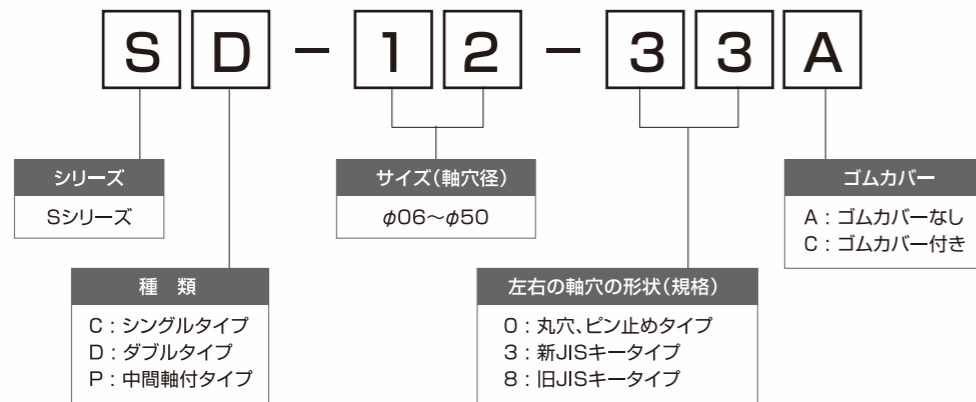 SD-12-33A
シリーズ
Sシリーズ
サイズ(軸穴径)
φ06〜φ50
ゴムカバー
A:ゴムカバーなし
C:ゴムカバー付き
種 類
C:シングルタイプ
D:ダブルタイプ
P:中間軸付タイプ
左右の軸穴の形状(規格)
0:丸穴、ピン止めタイプ
3:新JISキータイプ
8:旧JISキータイプ